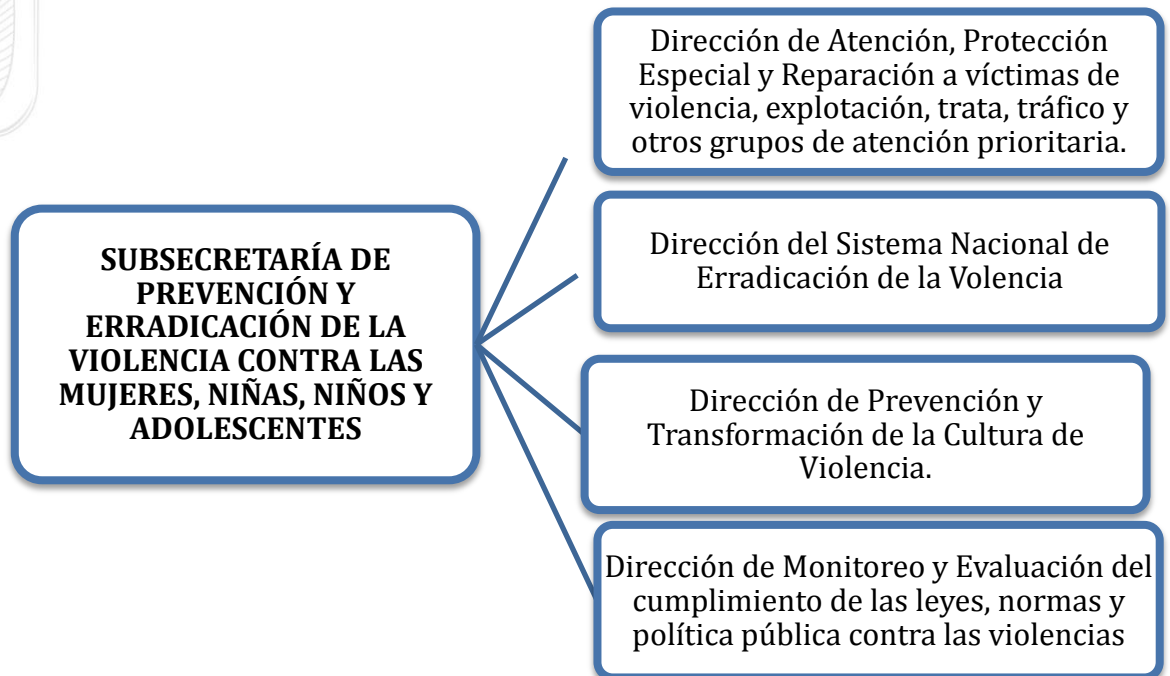 Dirección de Atención, Protección
Especial y Reparación a víctimas de
violencia, explotación, trata, tráfico y
otros grupos de atención prioritaria.
SUBSECRETARÍA DE
PREVENCIÓN Y
ERRADICACIÓN DE LA
VIOLENCIA CONTRA LAS
MUJERES, NIÑAS, NIÑOS Y
ADOLESCENTES
Dirección del Sistema Nacional de
Erradicación de la Volencia
Dirección de Prevención y
Transformación de la Cultura de
Violencia.
Dirección de Monitoreo y Evaluación del
cumplimiento de las leyes, normas y
política pública contra las violencias